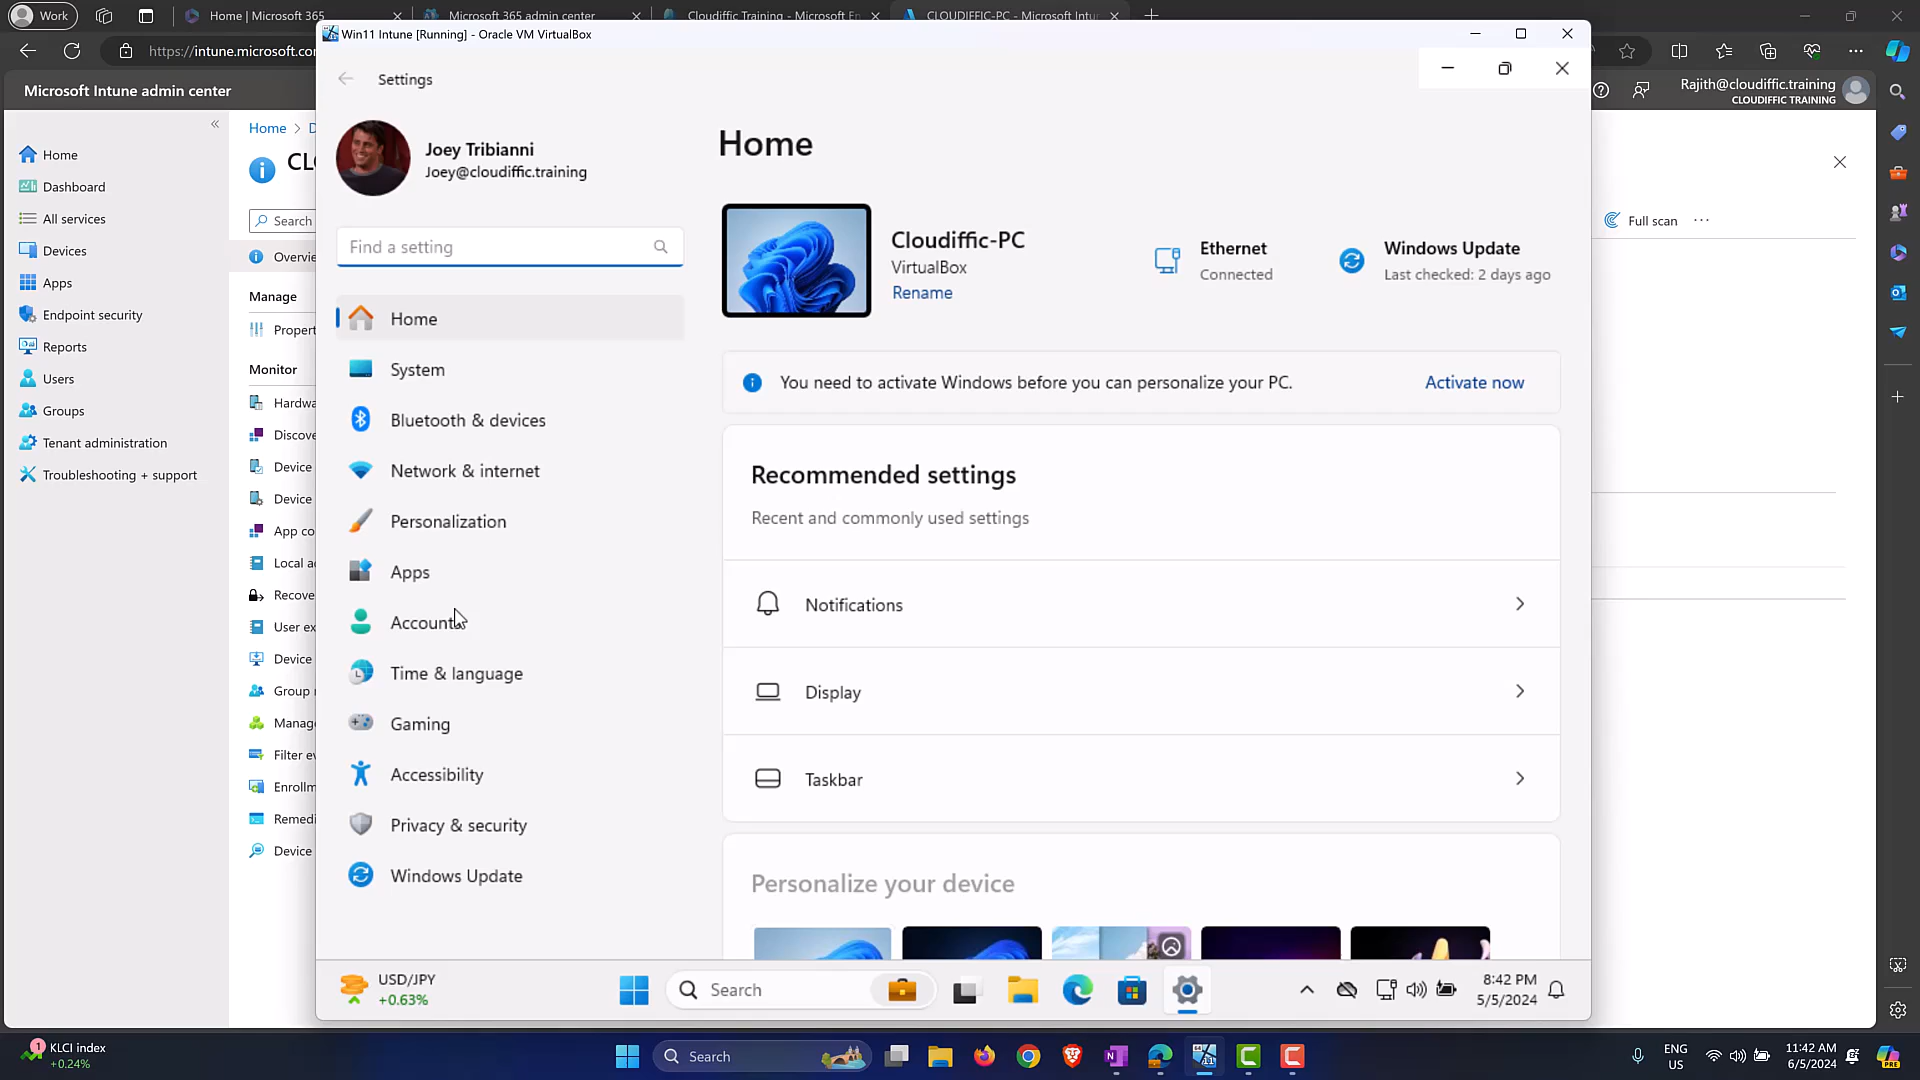 Work
Home | Microsoft 365
Microsoft 365 admin center
Cloudiffic Training - Microsoft En
CLOUDIFFIC-PC - Microsoft Intu
https://intune.microsoft.co
Win11 Intune [Running] - Oracle VM VirtualBox
Microsoft Intune admin center
Rajith@cloudiffic.training
CLOUDIFFIC TRAINING
Home
Dashboard
All services
Devices
Apps
Endpoint security
Reports
Users
Groups
Tenant administration
Troubleshooting + support
Home > D
CL
Search
Overvie
Manage
Propert
Monitor
Hardwa
Discove
Device
Device
App co
Local a
Recove
User ex
Device
Group
Manag
Filter e
Enrollm
Remed
Device
Full scan
Settings
Joey Tribianni
Joey@cloudiffic.training
Find a setting
Home
System
Bluetooth & devices
Network & internet
Personalization
Apps
Accounts
Time & language
Gaming
Accessibility
Privacy & security
Windows Update
Home
Cloudiffic-PC
VirtualBox
Rename
Ethernet
Connected
Windows Update
Last checked: 2 days ago
You need to activate Windows before you can personalize your PC.
Activate now
Recommended settings
Recent and commonly used settings
Notifications
Display
Taskbar
Personalize your device
USD/JPY
+0.63%
Search
8:42 PM
5/5/2024
1
KLCI index
+0.24%
Search
ENG
US
11:42 AM
6/5/2024
PRE